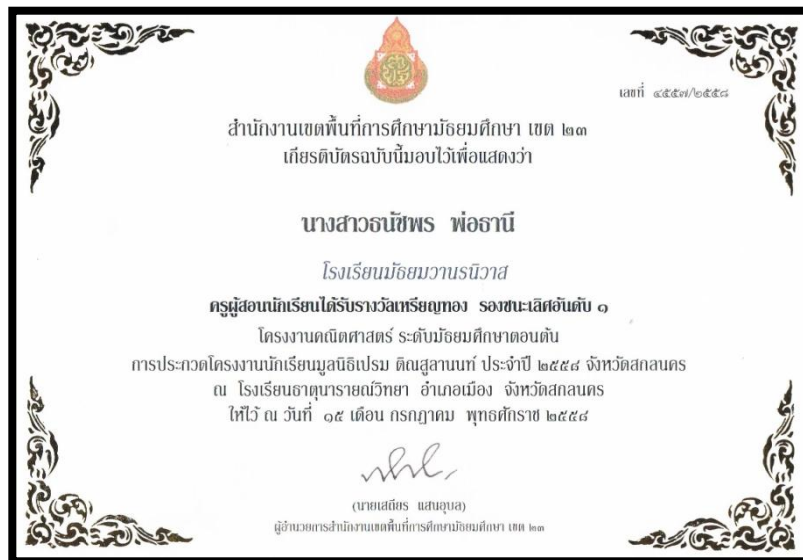 เลขที่ ๔๕๕๗/๒๕๕๘
สำนักงานเขตพื้นที่การศึกษามัธยมศึกษา เขต ๒๓
เกียรติบัตรฉบับนี้มอบไว้เพื่อแสดงว่า
นางสาวธนัชพร พ่อธานี
โรงเรียนมัธยมวานรนิวาส
ครูผู้สอนนักเรียนได้รับรางวัลเหรียญทอง รองชนะเลิศอันดับ ๑
โครงงานคณิตศาสตร์ ระดับมัธยมศึกษาตอนต้น
การประกวดโครงงานนักเรียนมูลนิธิเปรม ติณสูลานนท์ ประจำปี ๒๕๕๘ จังหวัดสกลนคร
ณ โรงเรียนธาตุนารายณ์วิทยา อำเภอเมือง จังหวัดสกลนคร
ให้ไว้ ณ วันที่ ๑๕ เดือน กรกฎาคม พุทธศักราช ๒๕๕๘
(นายเสถียร แสนอุบล)
ผู้อำนวยการสำนักงานเขตพื้นที่การศึกษามัธยมศึกษา เขต ๒๓